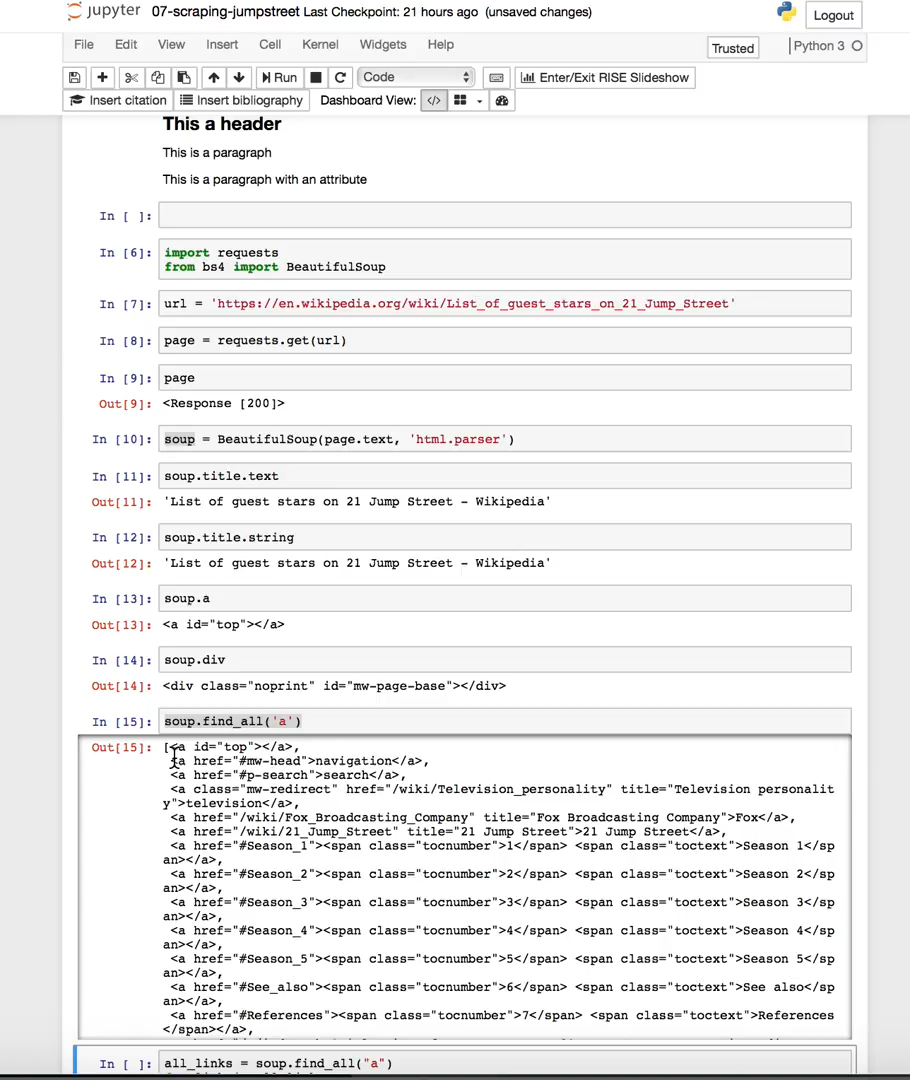 jupyter 07-scraping-jumpstreet Last Checkpoint: 21 hours ago (unsaved changes)
Logout
File Edit View Insert Cell Kernel Widgets Help
Trusted
Python 3
Run Code Enter/Exit RISE Slideshow
Insert citation Insert bibliography Dashboard View:
This a header
This is a paragraph
This is a paragraph with an attribute
In [ ]:
In [6]: import requests
from bs4 import BeautifulSoup
In [7]: url = 'https://en.wikipedia.org/wiki/List_of_guest_stars_on_21_Jump_Street'
In [8]: page = requests.get(url)
In [9]: page
Out[9]: <Response [200]>
In [10]: soup = BeautifulSoup(page.text, 'html.parser')
In [11]: soup.title.text
Out[11]: 'List of guest stars on 21 Jump Street - Wikipedia'
In [12]: soup.title.string
Out[12]: 'List of guest stars on 21 Jump Street - Wikipedia'
In [13]: soup.a
Out[13]: <a id="top"></a>
In [14]: soup.div
Out[14]: <div class="noprint" id="mw-page-base"></div>
In [15]: soup.find_all('a')
Out[15]: [<a id="top"></a>,
<a href="#mw-head">navigation</a>,
<a href="#p-search">search</a>,
<a class="mw-redirect" href="/wiki/Television_personality" title="Television personalit
y">television</a>,
<a href="/wiki/Fox_Broadcasting_Company" title="Fox Broadcasting Company">Fox</a>,
<a href="/wiki/21_Jump_Street" title="21 Jump Street">21 Jump Street</a>,
<a href="#Season_1"><span class="tocnumber">1</span> <span class="toctext">Season 1</sp
an></a>,
<a href="#Season_2"><span class="tocnumber">2</span> <span class="toctext">Season 2</sp
an></a>,
<a href="#Season_3"><span class="tocnumber">3</span> <span class="toctext">Season 3</sp
an></a>,
<a href="#Season_4"><span class="tocnumber">4</span> <span class="toctext">Season 4</sp
an></a>,
<a href="#Season_5"><span class="tocnumber">5</span> <span class="toctext">Season 5</sp
an></a>,
<a href="#See_also"><span class="tocnumber">6</span> <span class="toctext">See also</sp
an></a>,
<a href="#References"><span class="tocnumber">7</span> <span class="toctext">References
</span></a>,
In [ ]: all_links = soup.find_all("a")